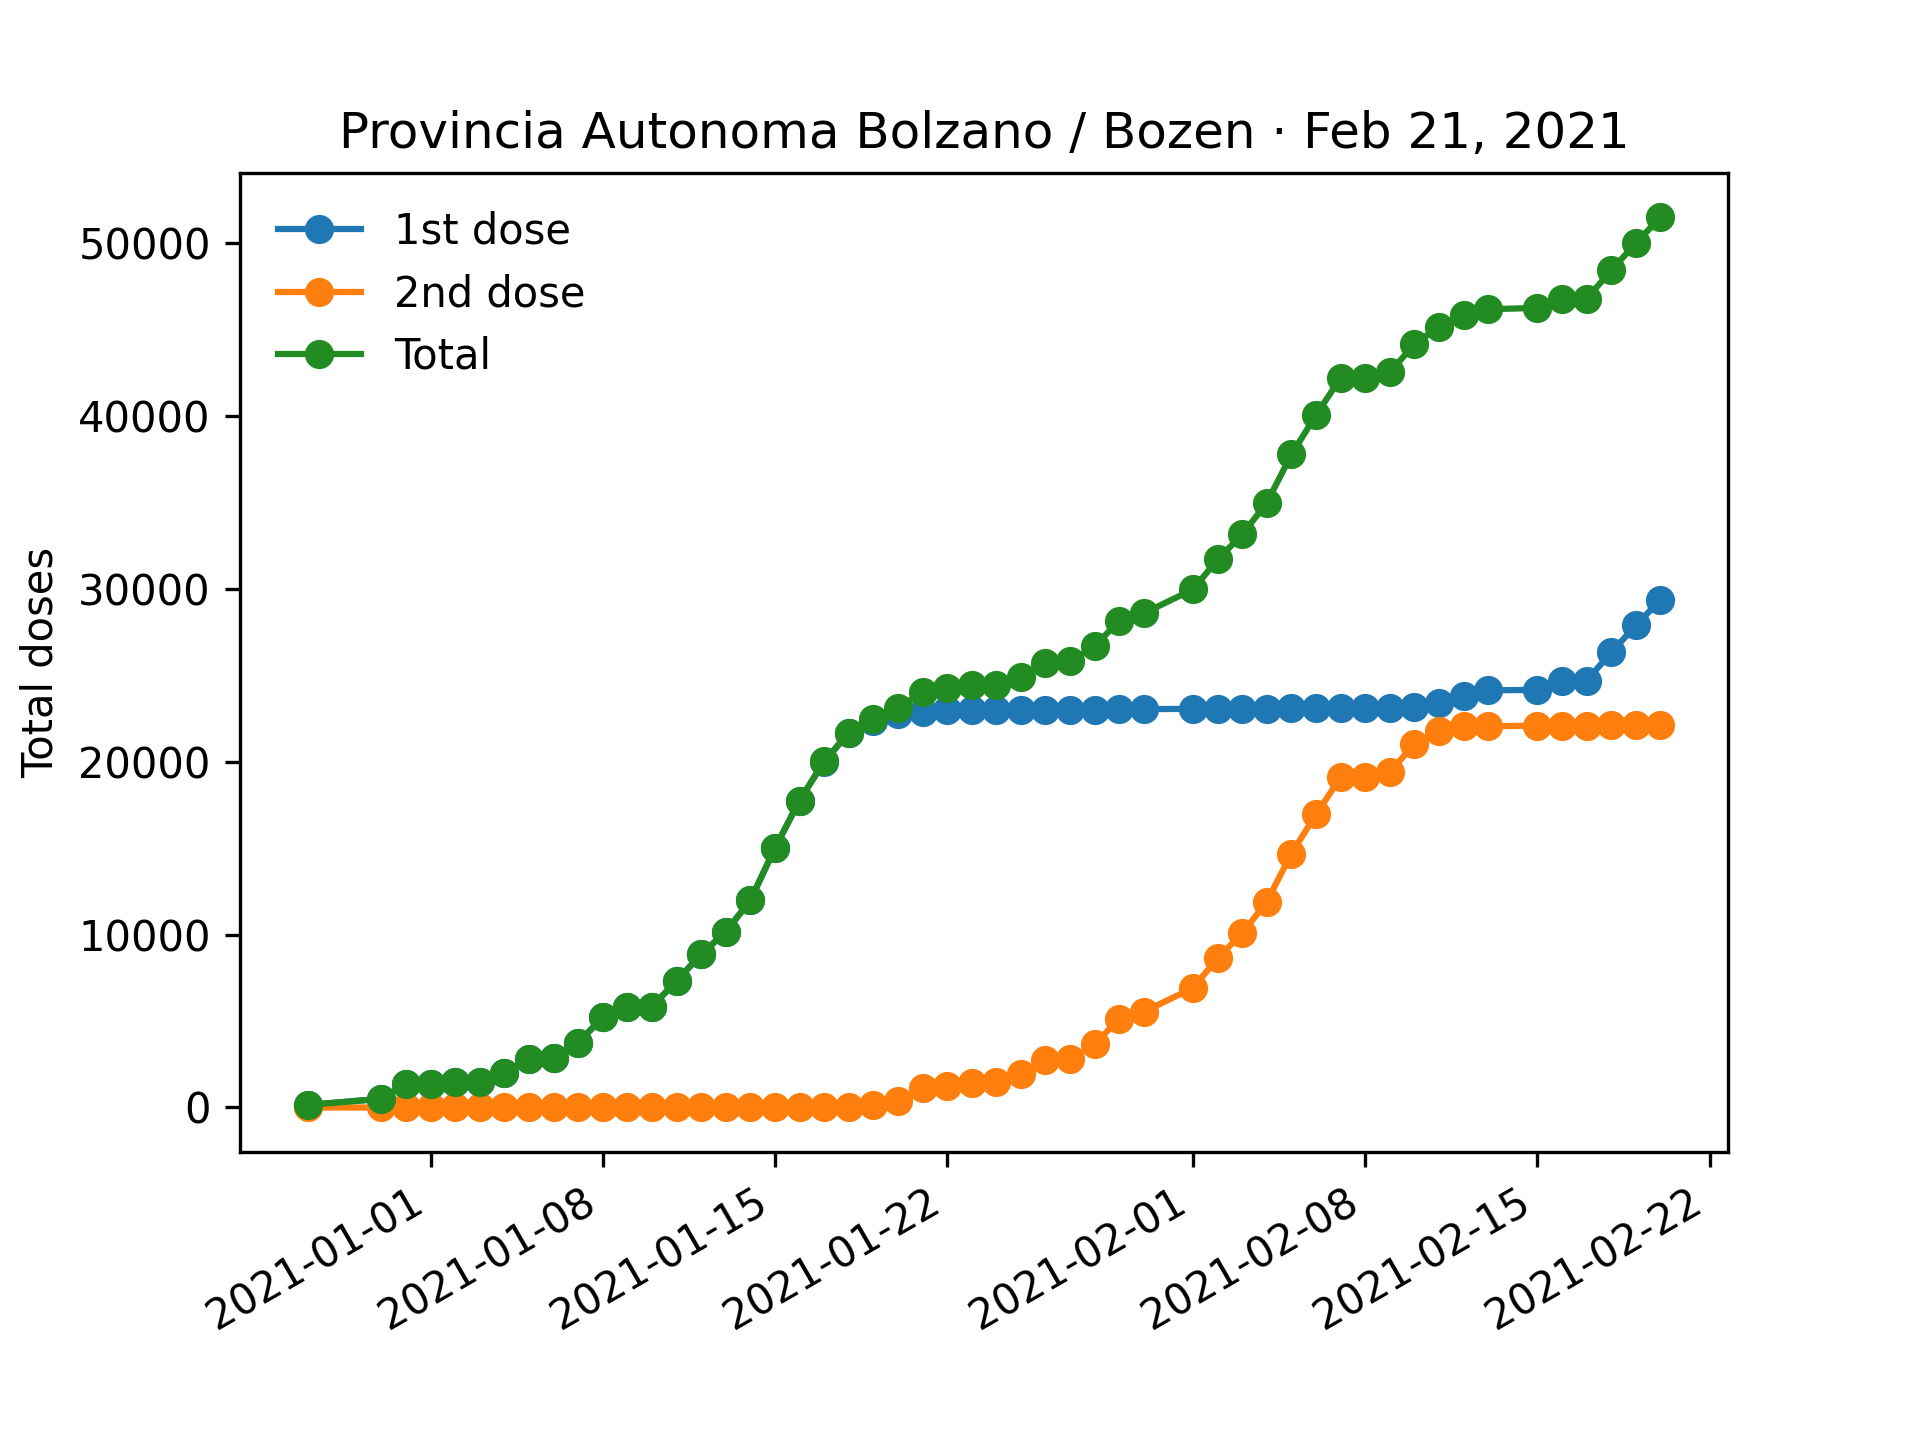 Provincia Autonoma Bolzano / Bozen · Feb 21, 2021
1st dose
2nd dose
Total
Total doses
50000
40000
30000
20000
10000
0
2021-01-01
2021-01-08
2021-01-15
2021-01-22
2021-02-01
2021-02-08
2021-02-15
2021-02-22